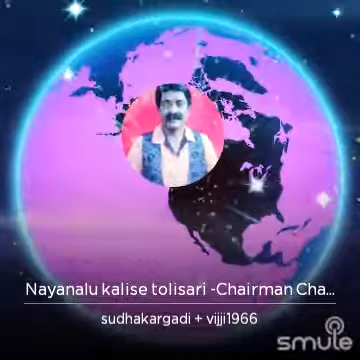 Nayanalu kalise tolisari -Chairman Cha...
sudhakargadi + vijji1966
smule